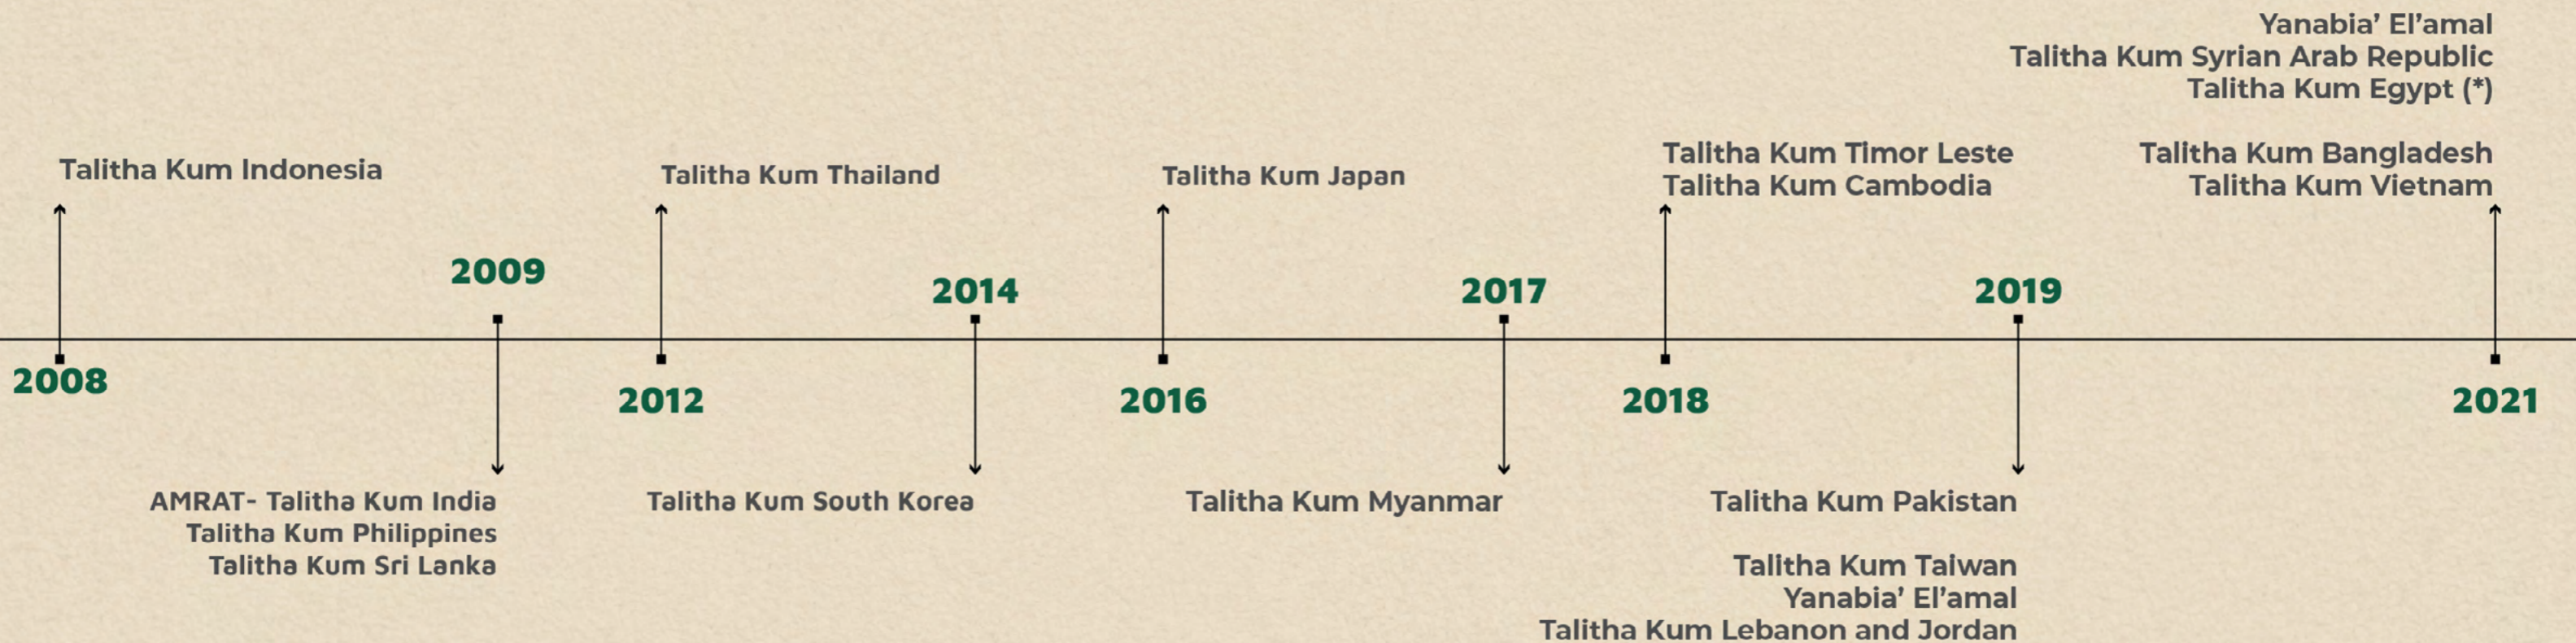 Yanabia’ El’amal
Talitha Kum Syrian Arab Republic
Talitha Kum Egypt (*)
Talitha Kum Bangladesh
Talitha Kum Vietnam
Talitha Kum Indonesia
Talitha Kum Thailand
Talitha Kum Japan
Talitha Kum Timor Leste
Talitha Kum Cambodia
2009
2014
2017
2019
2008
2012
2016
2018
2021
AMRAT- Talitha Kum India
Talitha Kum Philippines
Talitha Kum Sri Lanka
Talitha Kum South Korea
Talitha Kum Myanmar
Talitha Kum Pakistan
Talitha Kum Taiwan
Yanabia’ El’amal
Talitha Kum Lebanon and Jordan